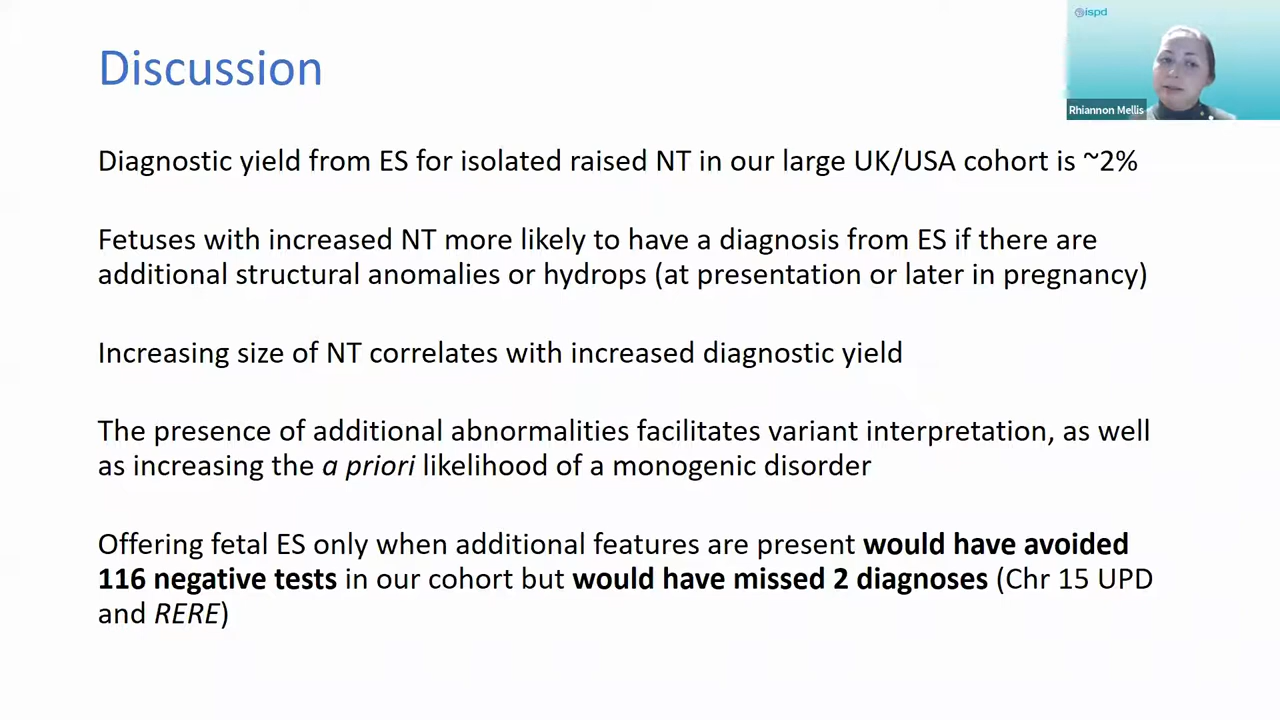 Discussion
ispd
Rhiannon Mellis
Diagnostic yield from ES for isolated raised NT in our large UK/USA cohort is ~2%
Fetuses with increased NT more likely to have a diagnosis from ES if there are
additional structural anomalies or hydrops (at presentation or later in pregnancy)
Increasing size of NT correlates with increased diagnostic yield
The presence of additional abnormalities facilitates variant interpretation, as well
as increasing the a priori likelihood of a monogenic disorder
Offering fetal ES only when additional features are present would have avoided
116 negative tests in our cohort but would have missed 2 diagnoses (Chr 15 UPD
and RERE)